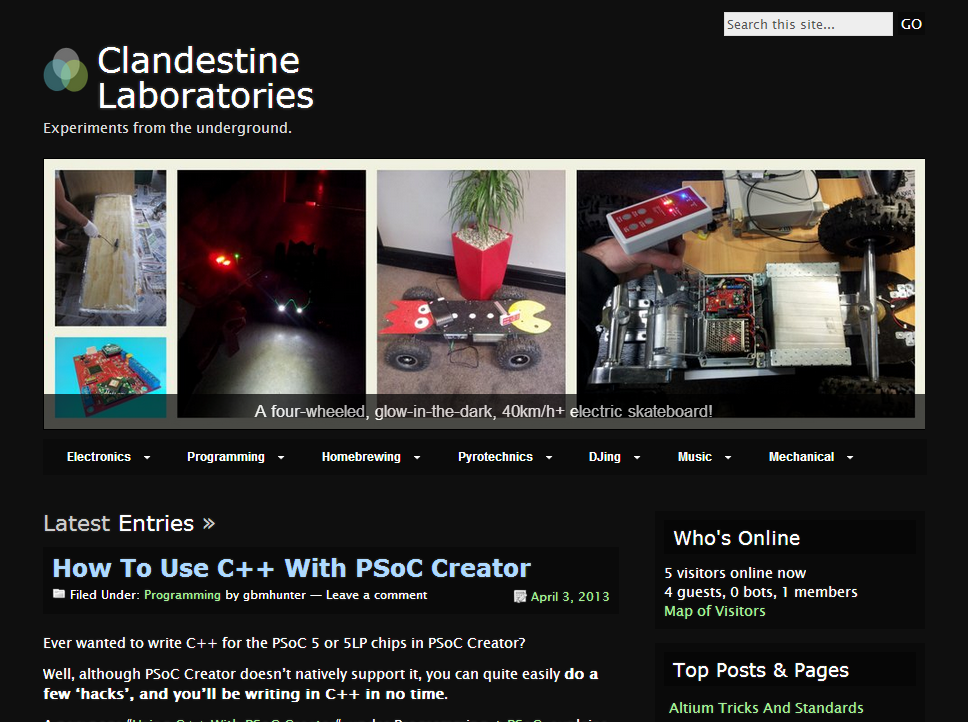 Search this site...
GO
Clandestine
Laboratories
Experiments from the underground.
A four-wheeled, glow-in-the-dark, 40km/h+ electric skateboard!
Electronics Programming Homebrewing Pyrotechnics DJing Music Mechanical
Latest Entries »
How To Use C++ With PSoC Creator
Filed Under: Programming by gbmhunter — Leave a comment
April 3, 2013
Ever wanted to write C++ for the PSoC 5 or 5LP chips in PSoC Creator?
Well, although PSoC Creator doesn’t natively support it, you can quite easily do a
few ‘hacks’, and you’ll be writing in C++ in no time.
Who's Online
5 visitors online now
4 guests, 0 bots, 1 members
Map of Visitors
Top Posts & Pages
Altium Tricks And Standards